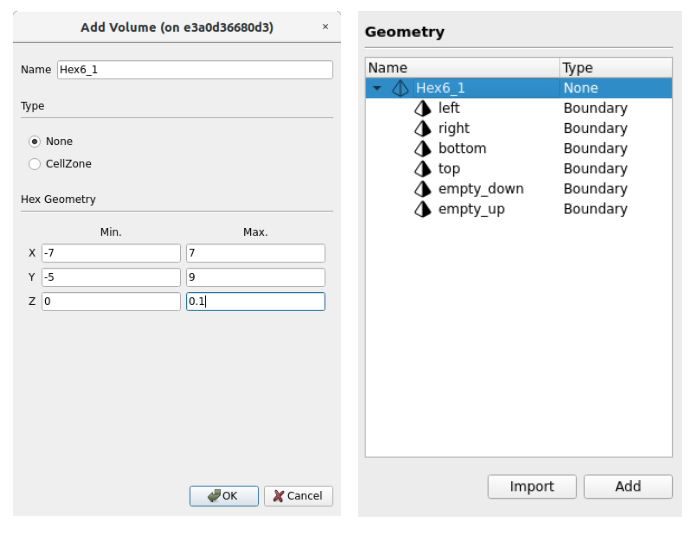 Add Volume (on e3a0d36680d3) ×
Name Hex6_1
Type
None
CellZone
Hex Geometry
Min. Max.
X -7 7
Y -5 9
Z 0 0.1
OK Cancel
Geometry
Name Type
Hex6_1 None
left Boundary
right Boundary
bottom Boundary
top Boundary
empty_down Boundary
empty_up Boundary
Import Add